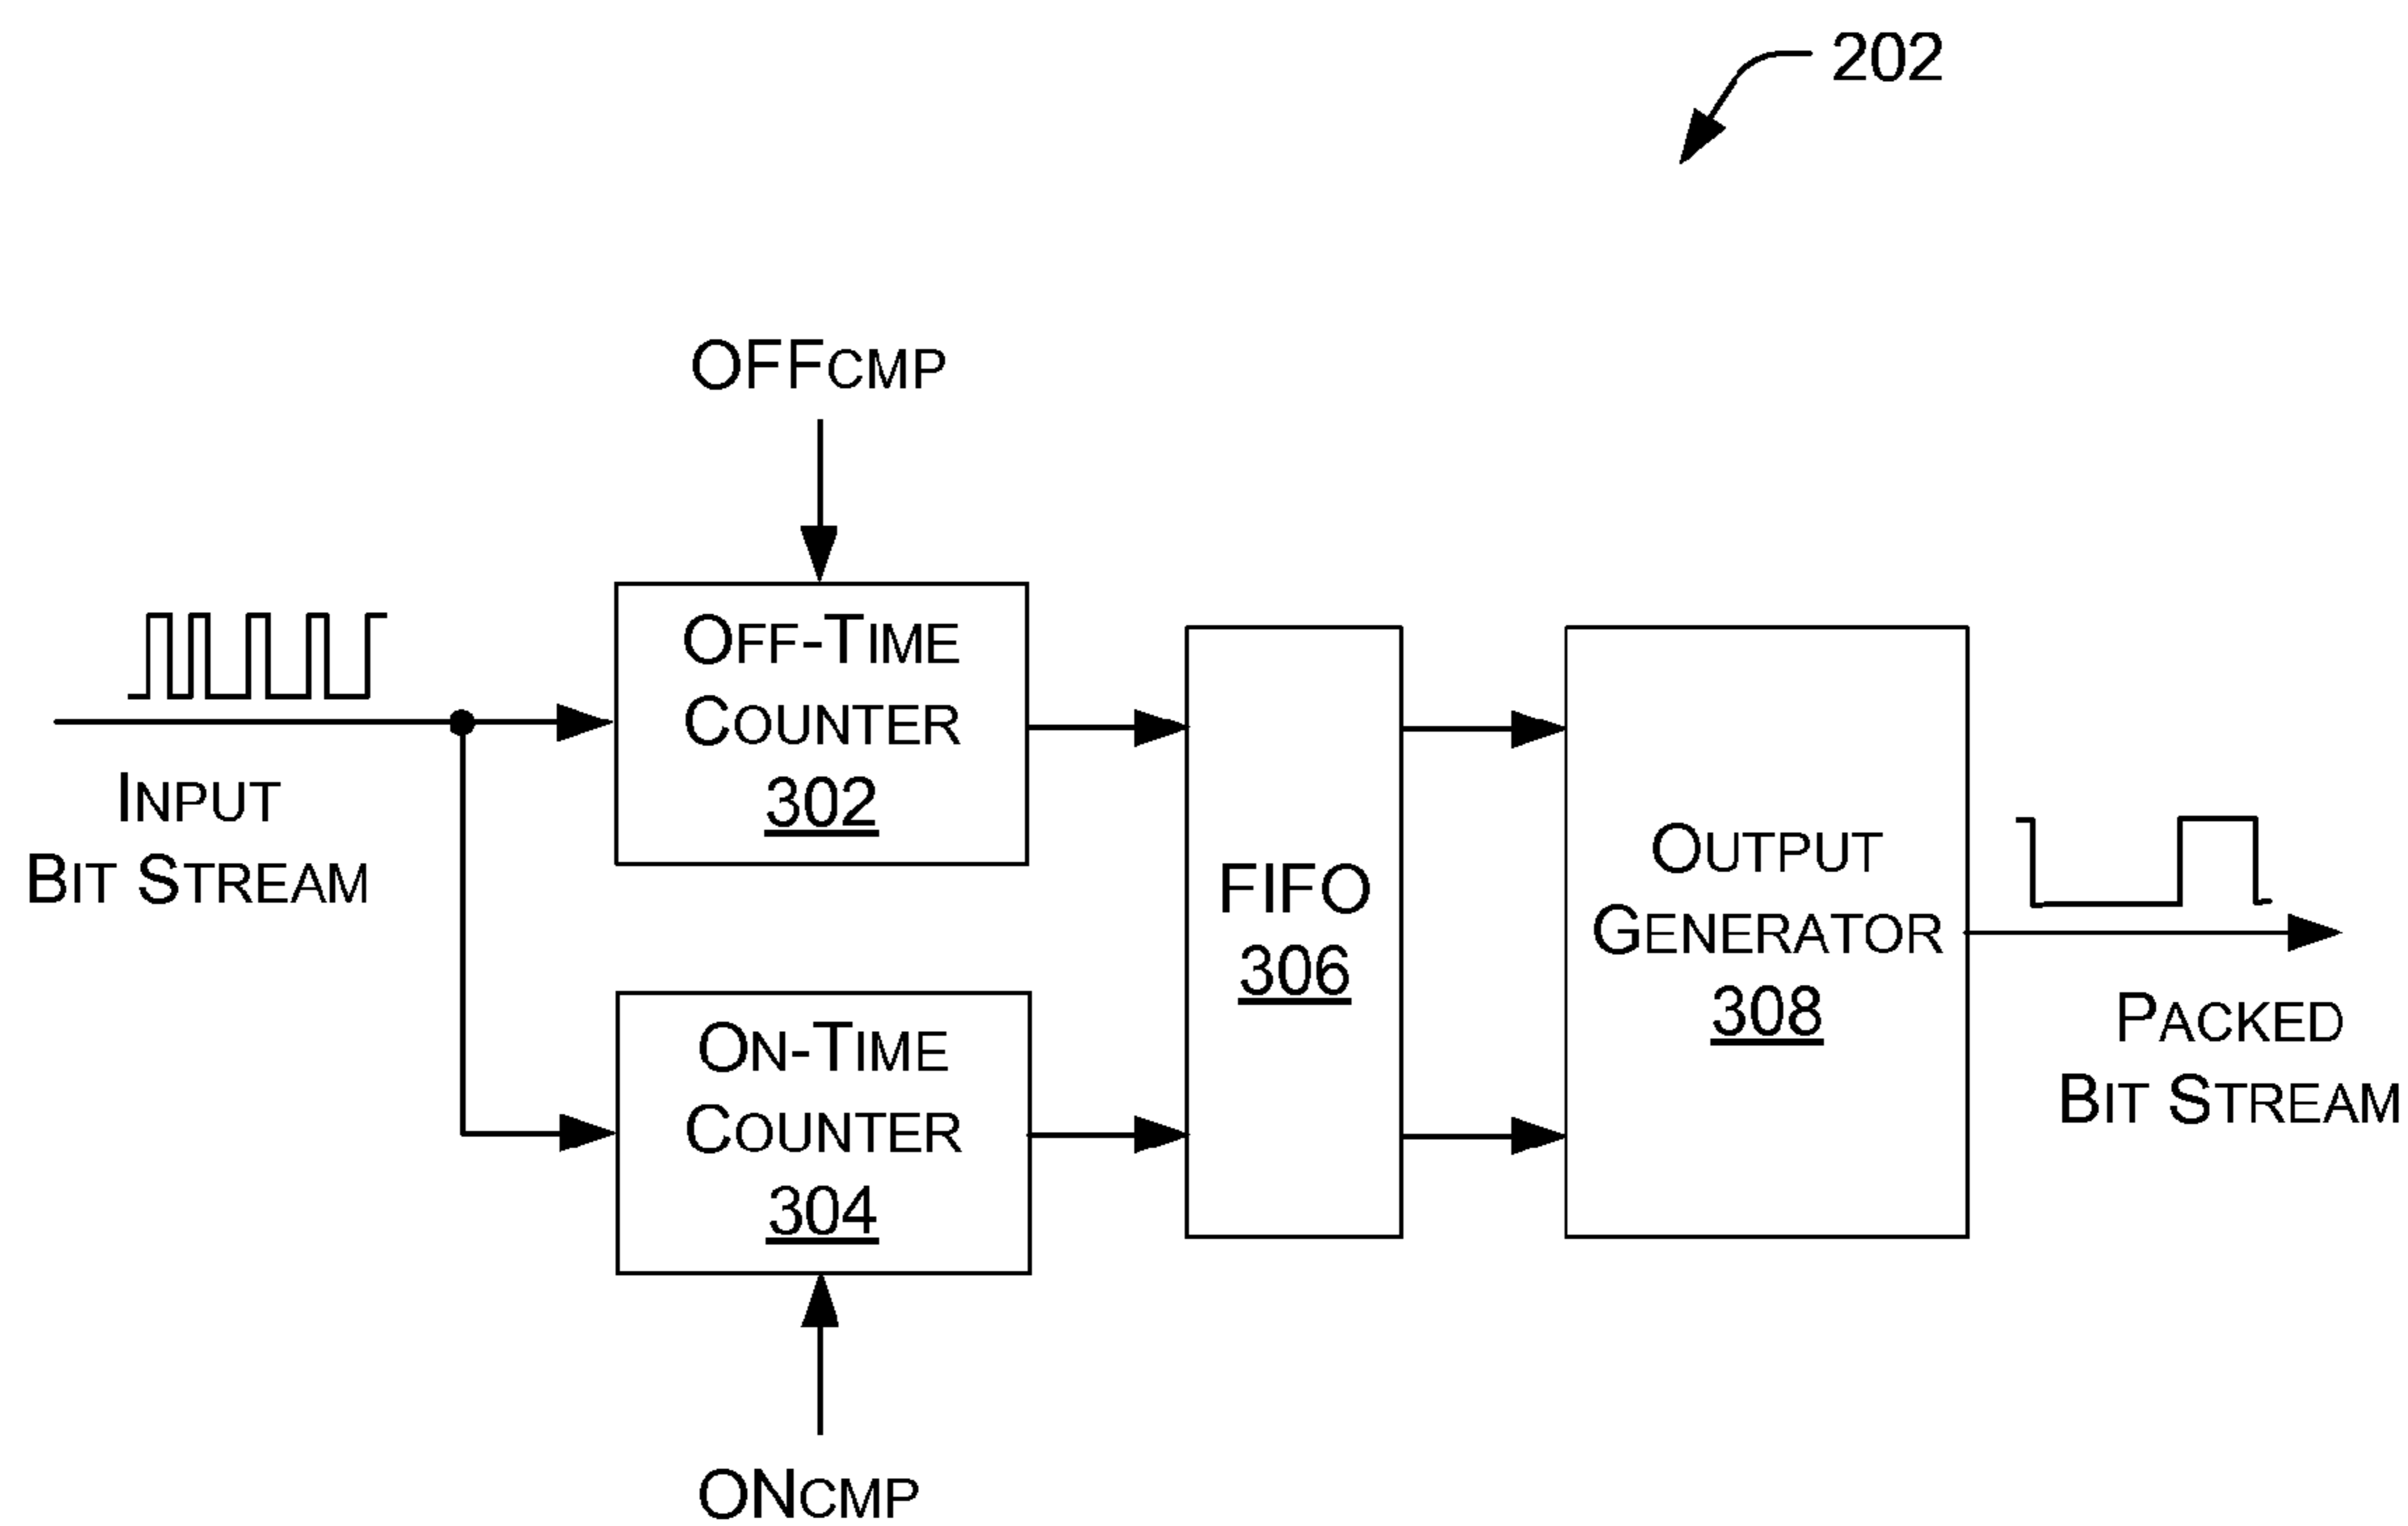 202
OFFCMP
OFF-TIME
COUNTER
302
INPUT
BIT STREAM
ON-TIME
COUNTER
304
ONCMP
FIFO
306
OUTPUT
GENERATOR
308
PACKED
BIT STREAM